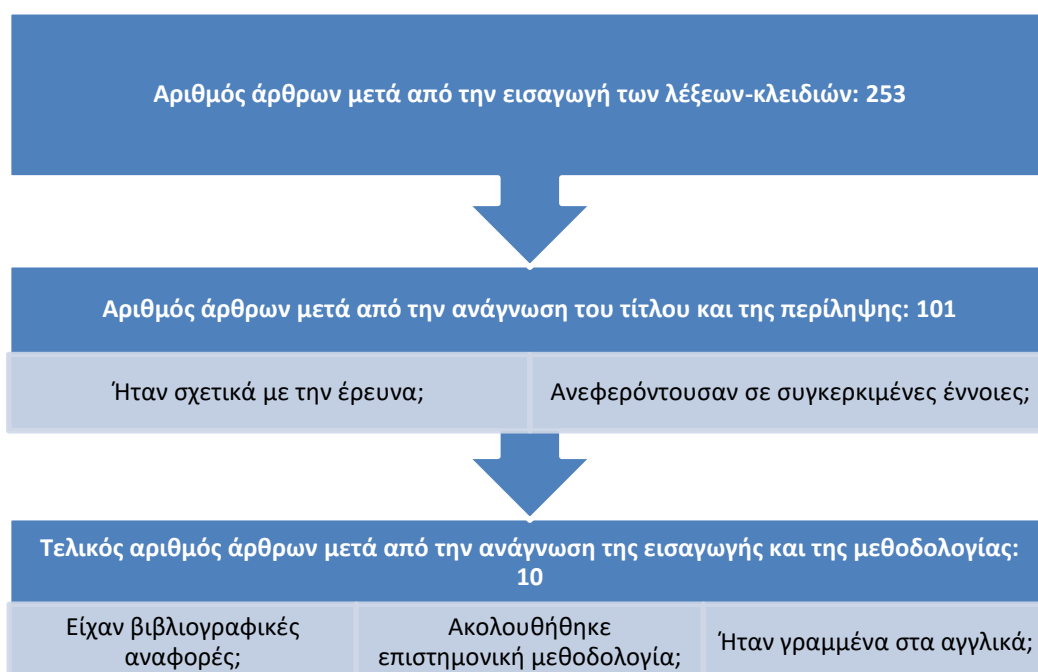 Αριθμός άρθρων μετά από την εισαγωγή των λέξεων-κλειδιών: 253
Αριθμός άρθρων μετά από την ανάγνωση του τίτλου και της περίληψης: 101
Ήταν σχετικά με την έρευνα;
Ανεφερόντουσαν σε συγκερκιμένες έννοιες;
Τελικός αριθμός άρθρων μετά από την ανάγνωση της εισαγωγής και της μεθοδολογίας:
10
Είχαν βιβλιογραφικές
αναφορές;
Ακολουθήθηκε
επιστημονική μεθοδολογία;
Ήταν γραμμένα στα αγγλικά;